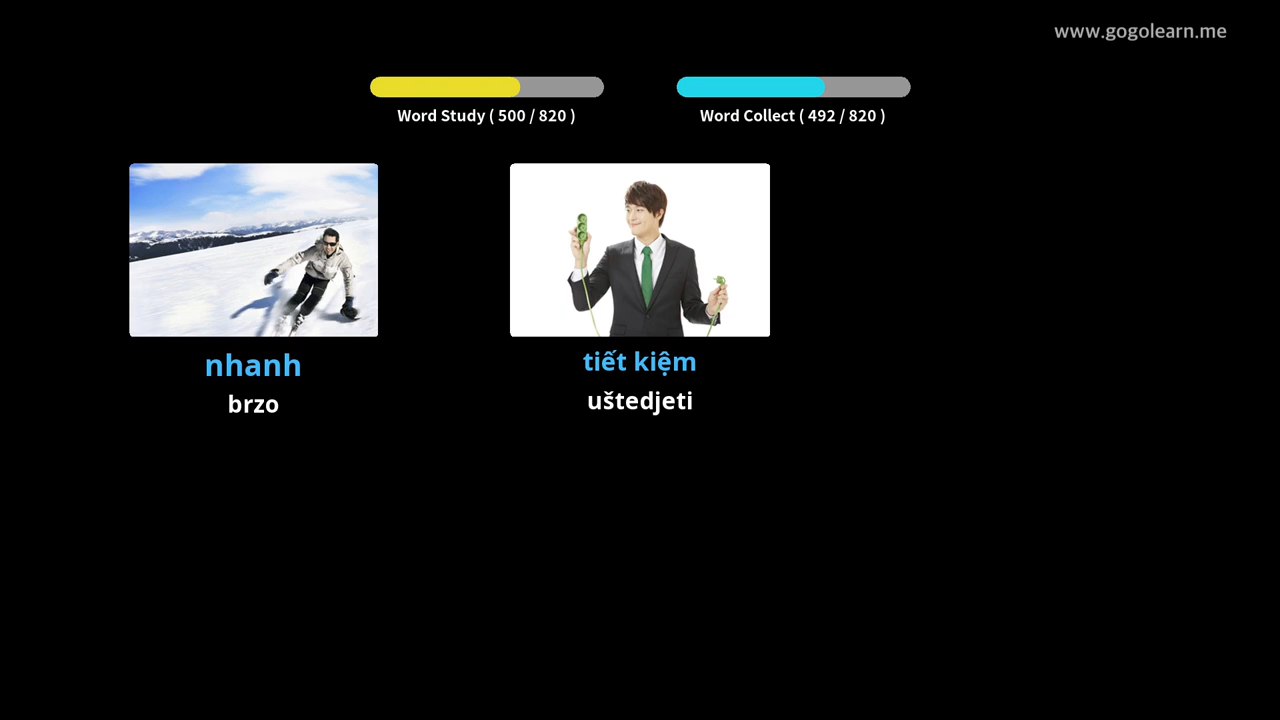 www.gogolearn.me
Word Study ( 500 / 820 )
Word Collect ( 492 / 820 )
nhanh
brzo
tiết kiệm
uštedjeti